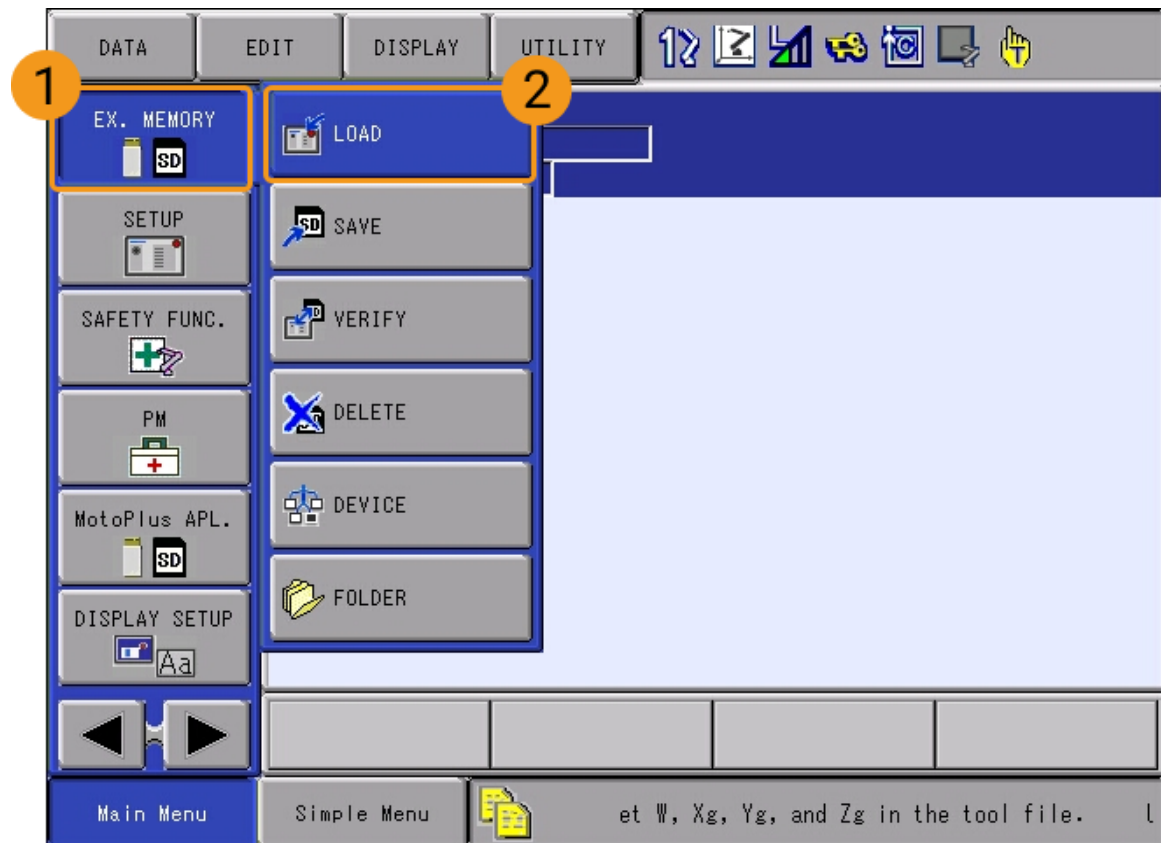 DATA
EDIT
DISPLAY
UTILITY
1
2
EX. MEMORY
SD
LOAD
SETUP
SD
SAVE
SAFETY FUNC.
VERIFY
PM
DELETE
MotoPlus APL.
SD
DEVICE
DISPLAY SETUP
Aa
FOLDER
Main Menu
Simple Menu
et W, Xg, Yg, and Zg in the tool file.